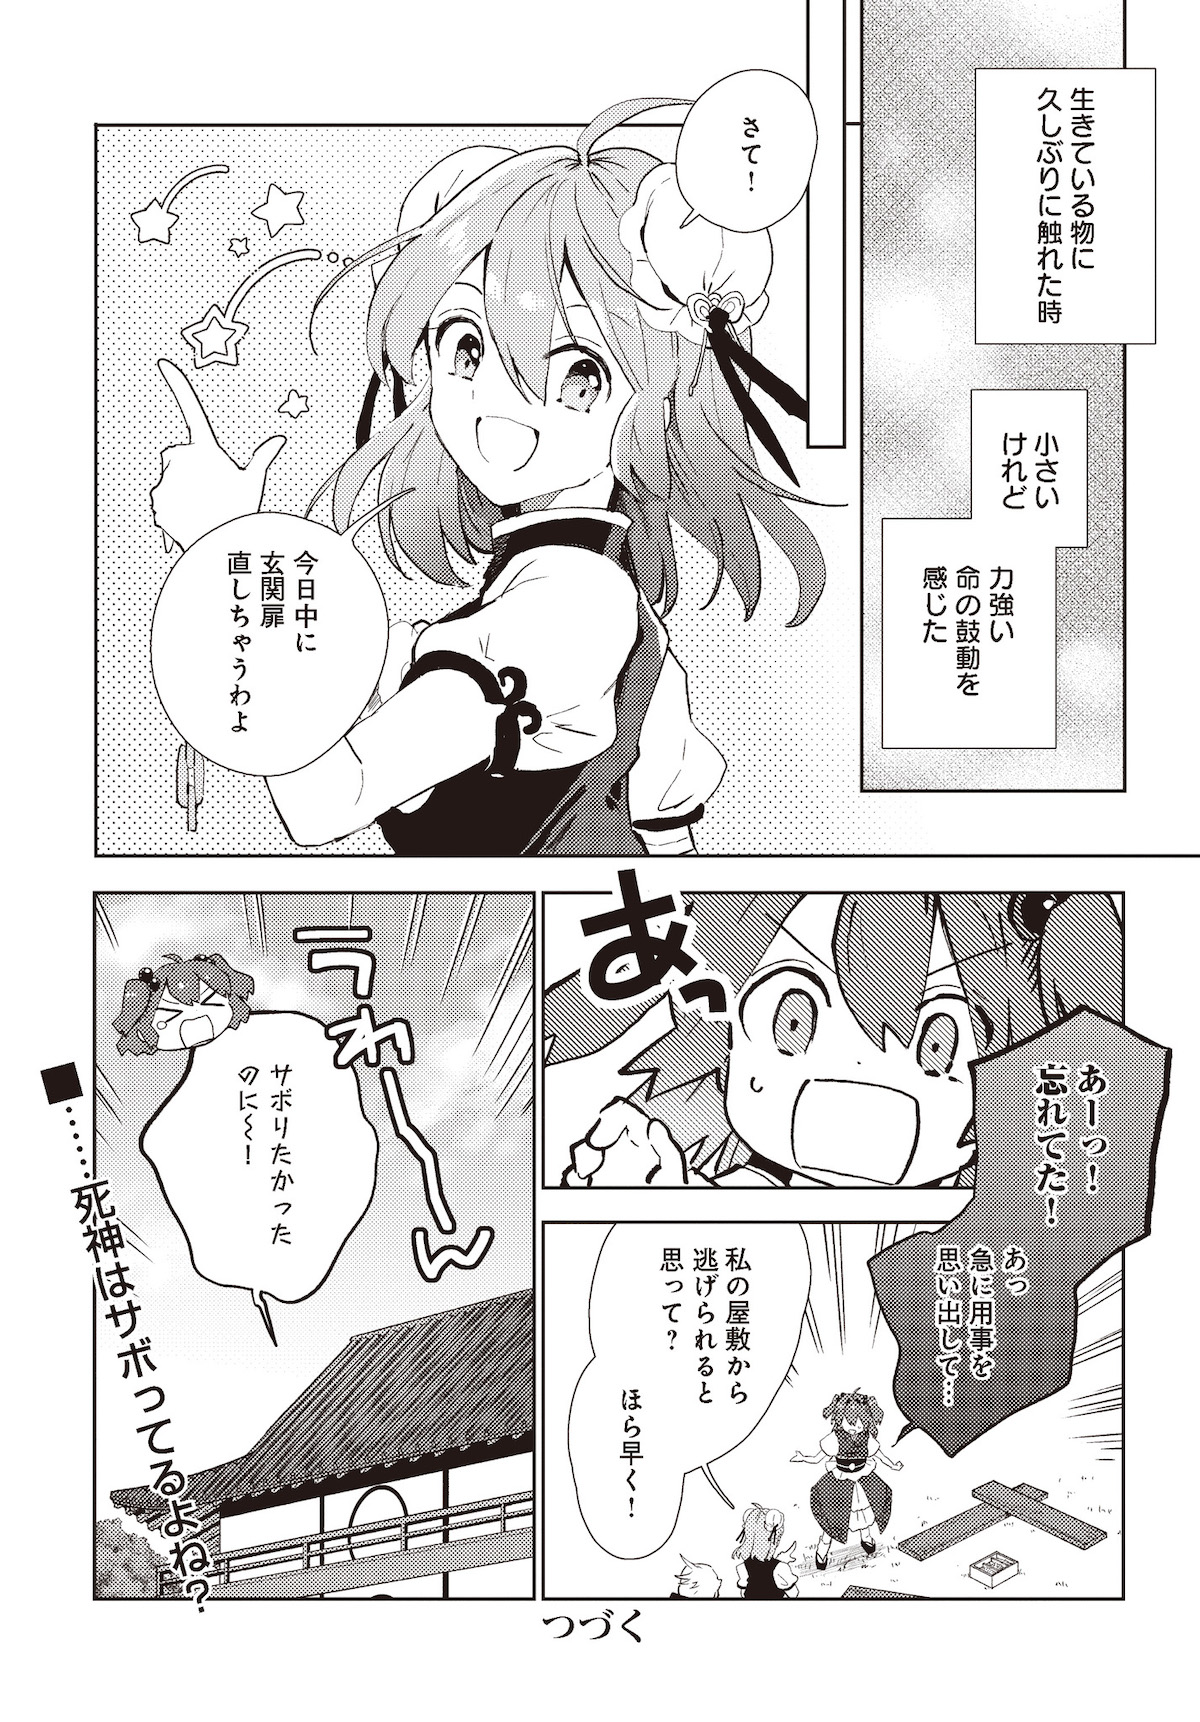 生きている物に
久しぶりに触れた時
小さい
けれど
力強い
命の鼓動を
感じた
さて！
今日中に
玄関扉
直しちゃうわよ
あっ
あーっ！
忘れてた！
あっ
急に用事を
思い出して…
私の屋敷から
逃げられると
思って？
ほら早く！
うわーん
サボりたかった
のに〜！
■……死神はサボってるよね？
つづく